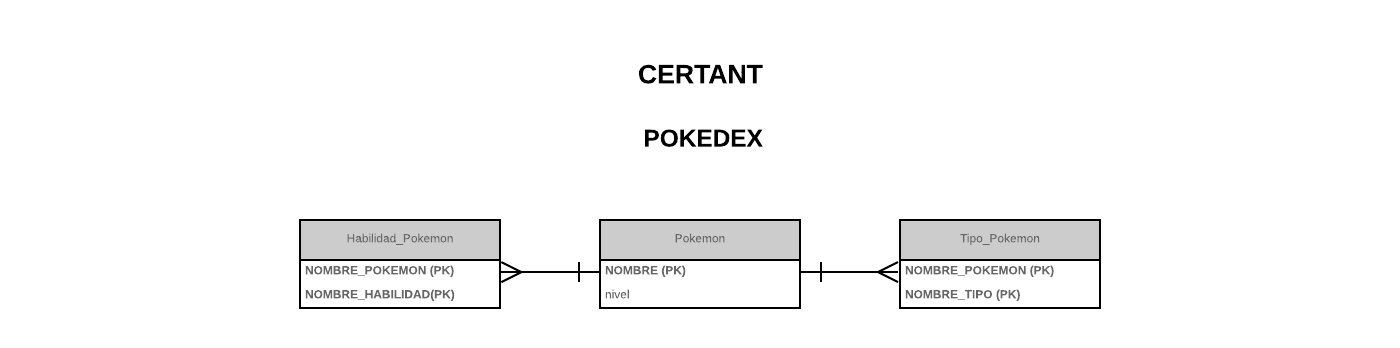 CERTANT
POKEDEX
Habilidad_Pokemon
NOMBRE_POKEMON (PK)
NOMBRE_HABILIDAD(PK)
Pokemon
NOMBRE (PK)
nivel
Tipo_Pokemon
NOMBRE_POKEMON (PK)
NOMBRE_TIPO (PK)